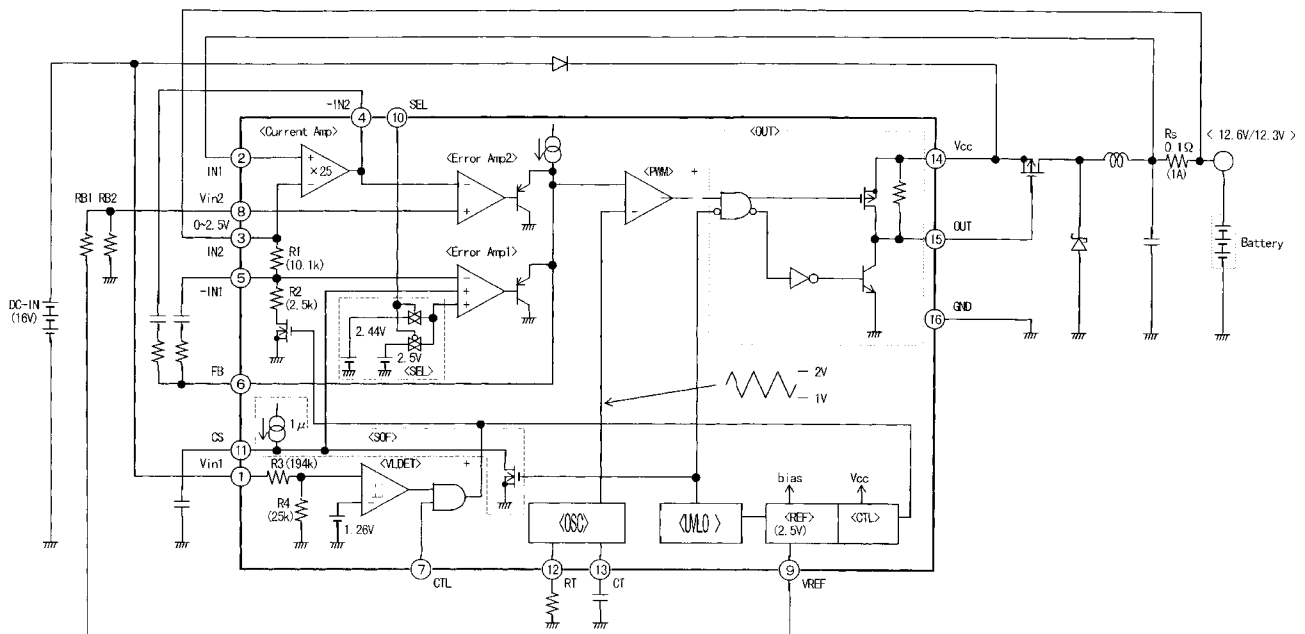 -IN2
4
10
SEL
<Current Amp>
2
IN1
+
-
×25
<Error Amp2>
-
+
<OUT>
<PWM>
+
-
-
+
14
Vcc
Rs
0.1Ω
(1A)
< 12.6V/12.3V >
RB1
RB2
Vin2
8
0~2.5V
3
IN2
R1
(10.1k)
<Error Amp1>
-
+
+
15
OUT
Battery
5
-IN1
R2
(2.5k)
DC-IN
(16V)
2.44V
2.5V
<SEL>
GND
16
FB
6
- 2V
- 1V
1μ
CS
11
<SOF>
Vin1
1
R3(194k)
<VLDET>
+
+
-
R4
(25k)
1.26V
bias
Vcc
<OSC>
<UVLO>
<REF>
(2.5V)
<CTL>
7
CTL
12
RT
13
CT
9
VREF